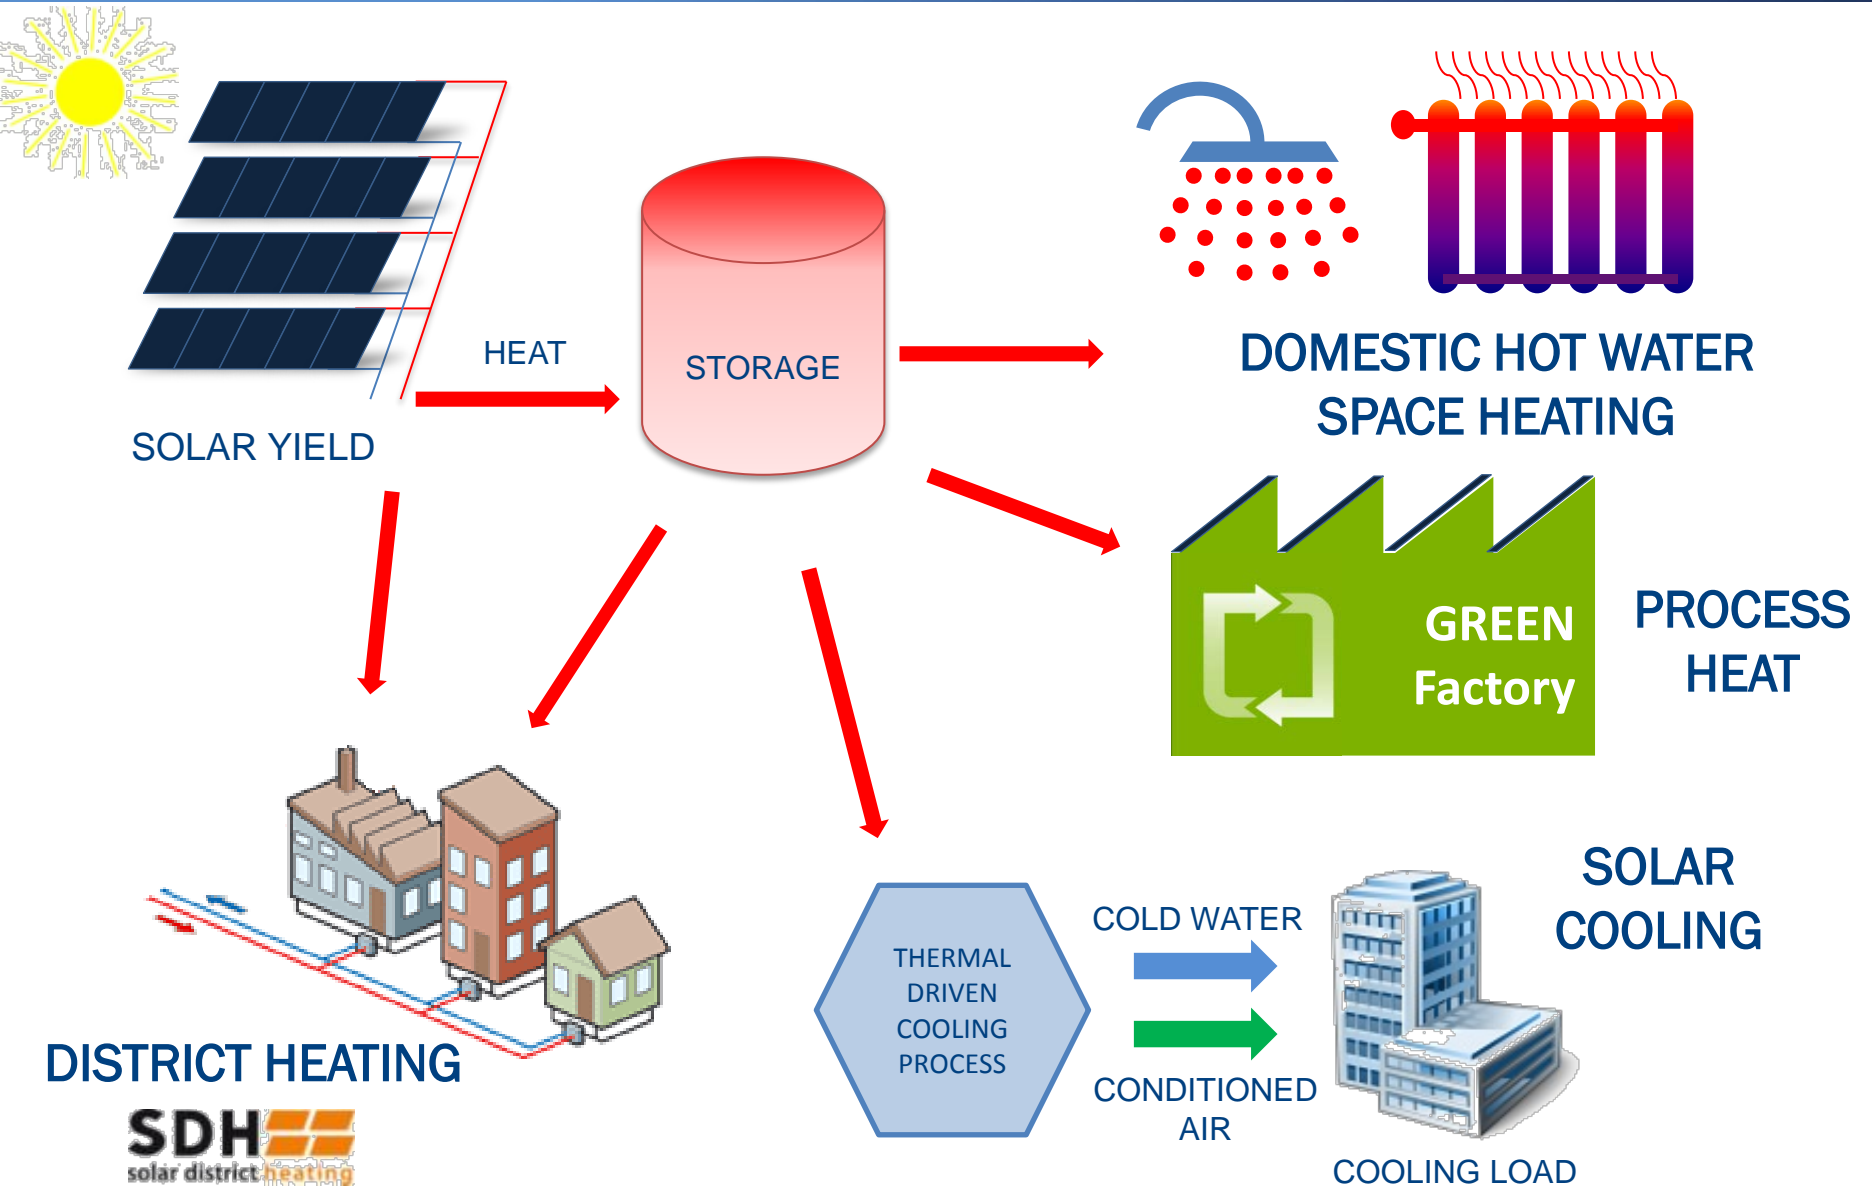 HEAT
STORAGE
SOLAR YIELD
DOMESTIC HOT WATER
SPACE HEATING
GREEN
Factory
PROCESS
HEAT
SOLAR
COOLING
THERMAL
DRIVEN
COOLING
PROCESS
COLD WATER
CONDITIONED
AIR
COOLING LOAD
DISTRICT HEATING
SDH
solar district heating